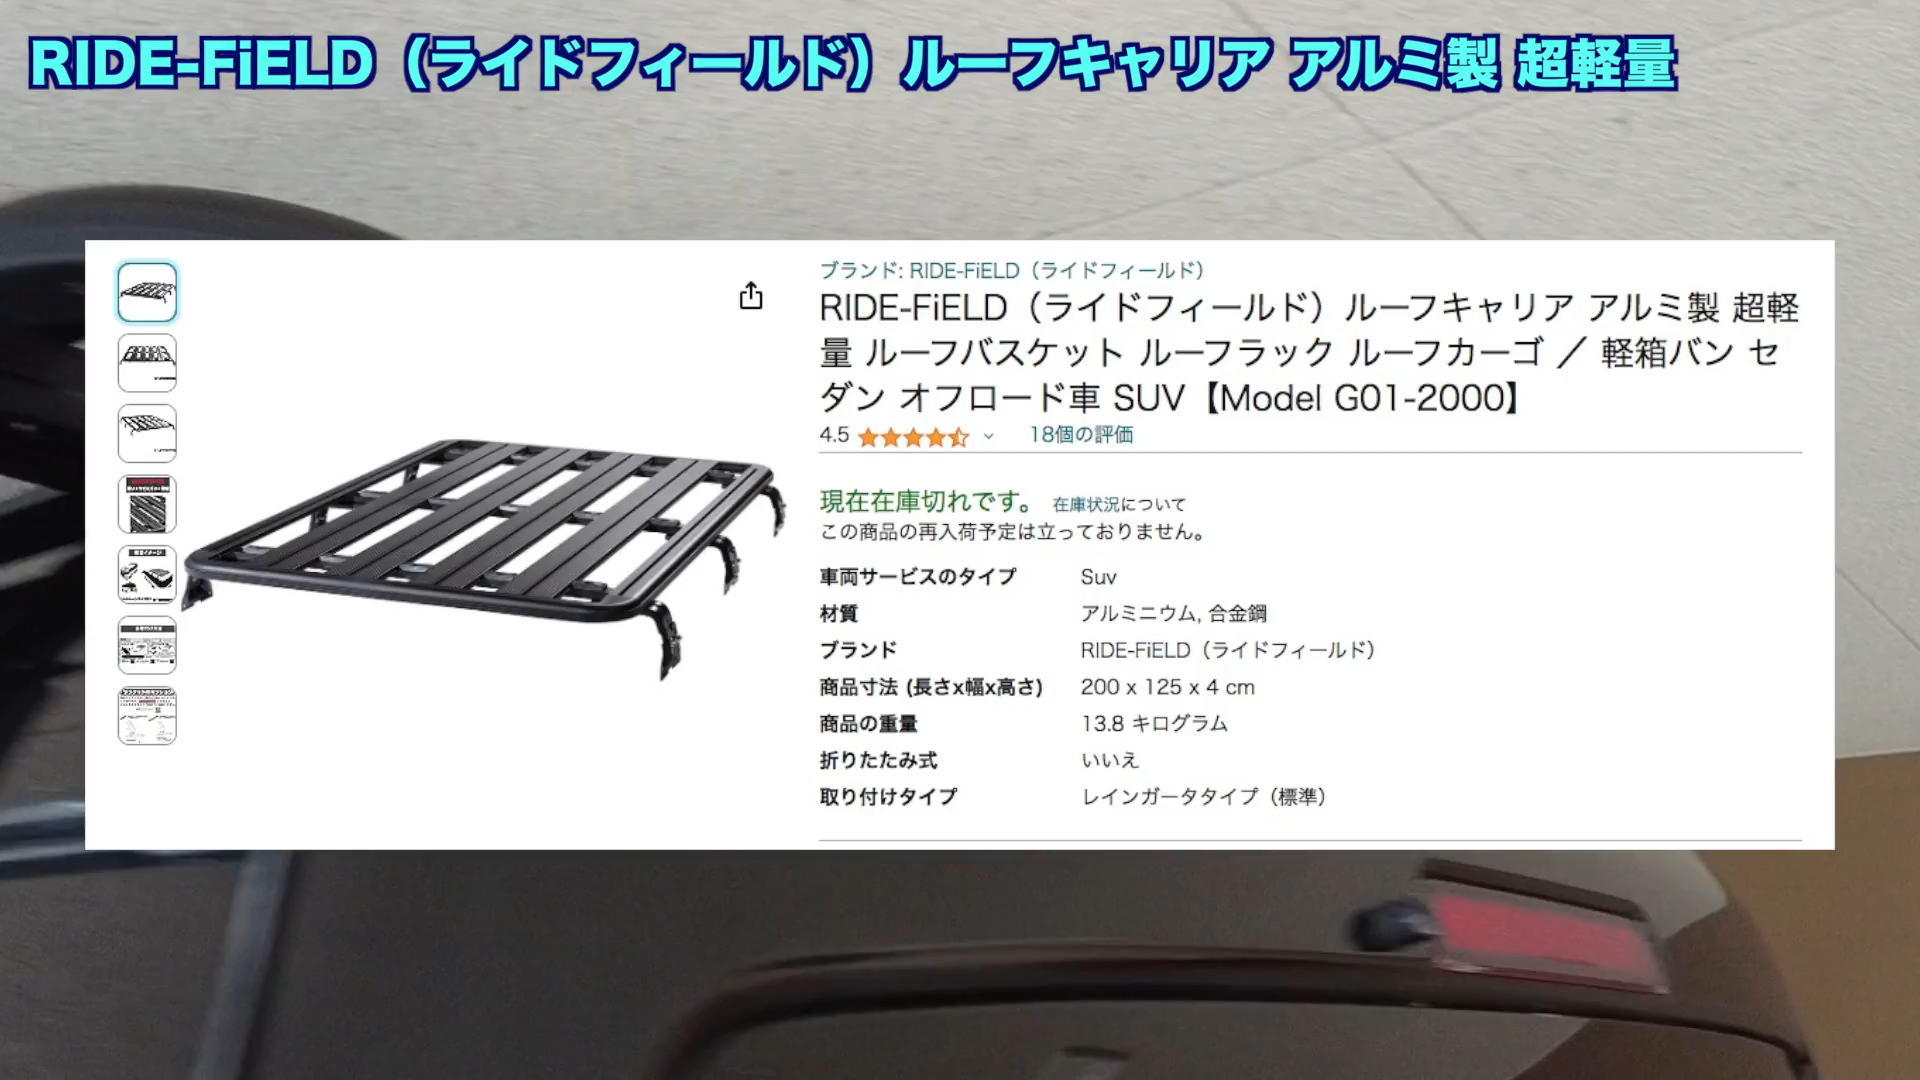 RIDE-FiELD（ライドフィールド）ルーフキャリア アルミ製 超軽量
ブランド: RIDE-FiELD（ライドフィールド）
RIDE-FiELD（ライドフィールド）ルーフキャリア アルミ製 超軽
量 ルーフバスケット ルーフラック ルーフカーゴ ／ 軽箱バン セ
ダン オフロード車 SUV【Model G01-2000】
4.5 18個の評価
現在在庫切れです。 在庫状況について
この商品の再入荷予定は立っておりません。
車両サービスのタイプ Suv
材質 アルミニウム, 合金鋼
ブランド RIDE-FiELD（ライドフィールド）
商品寸法 (長さx幅x高さ) 200 x 125 x 4 cm
商品の重量 13.8 キログラム
折りたたみ式 いいえ
取り付けタイプ レインガータタイプ（標準）